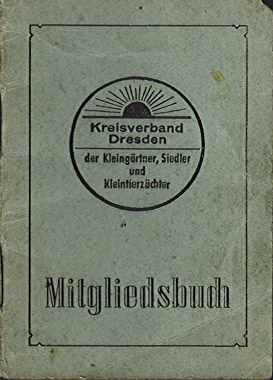 Kreisverband
Dresden
der Kleingärtner, Siedler
und
Kleintierzüchter
Mitgliedsbuch